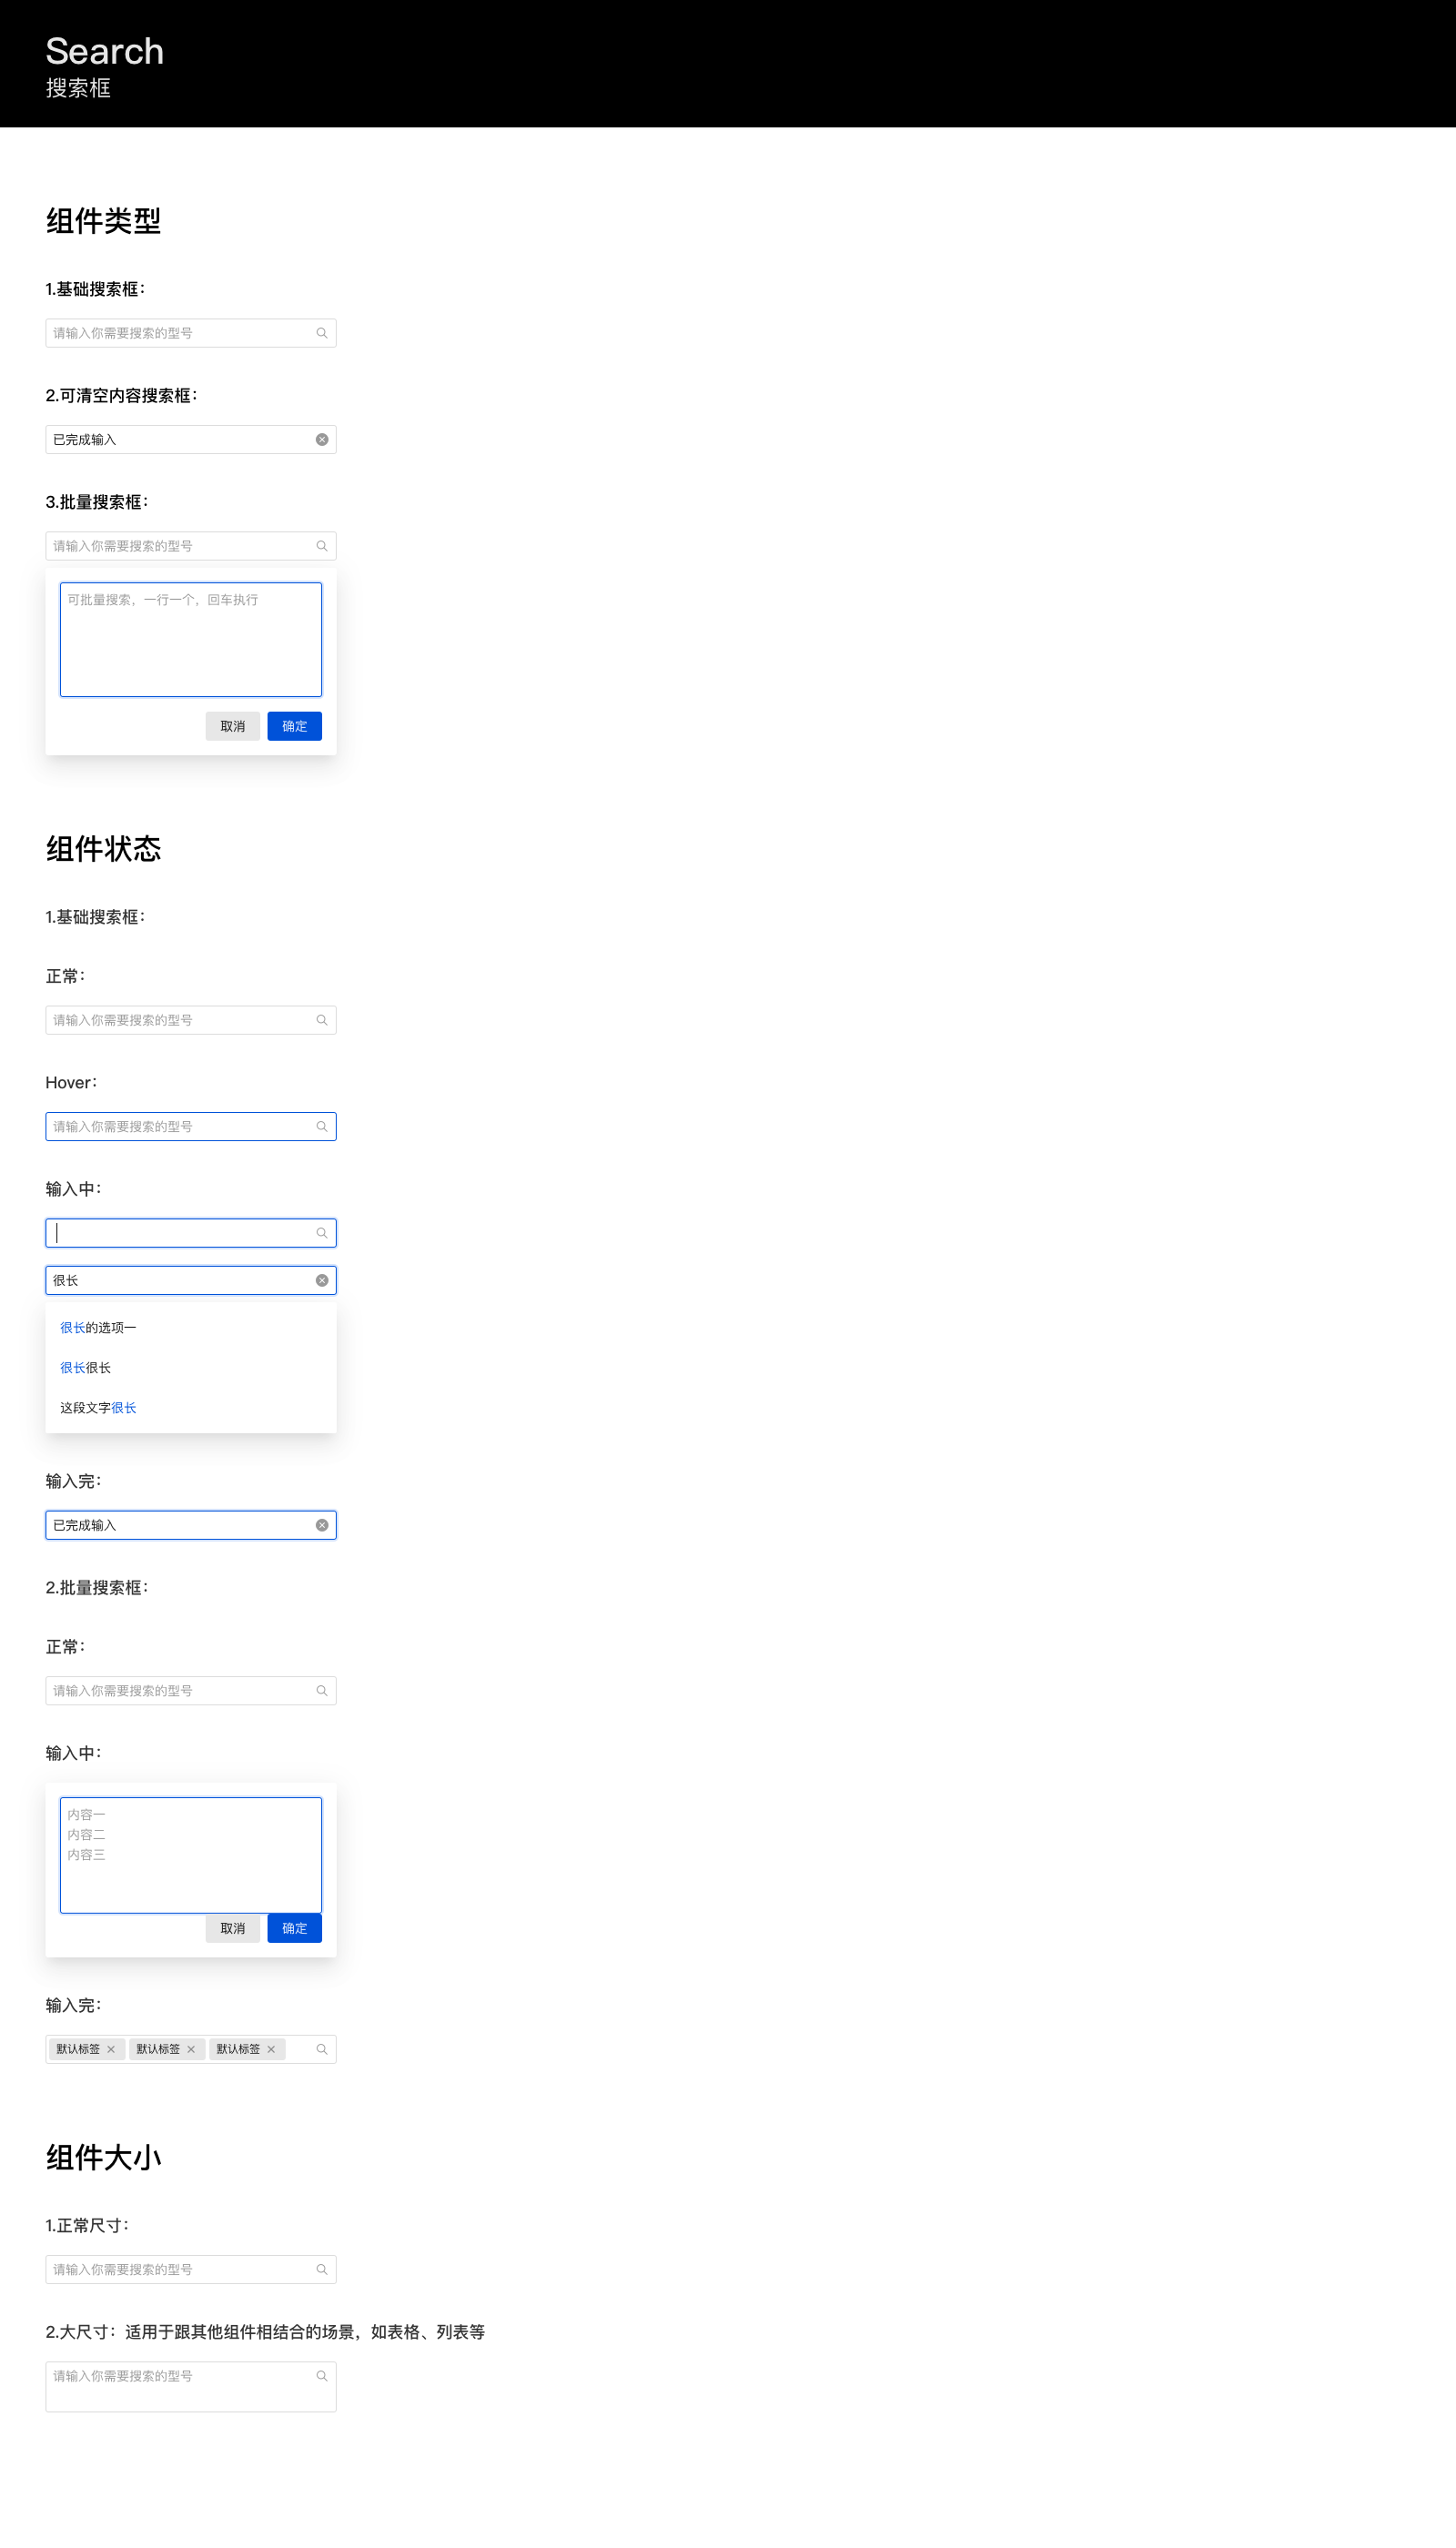 Search
搜索框
组件类型
1.基础搜索框：
请输入你需要搜索的型号
2.可清空内容搜索框：
已完成输入
3.批量搜索框：
请输入你需要搜索的型号
可批量搜索，一行一个，回车执行
取消 确定
组件状态
1.基础搜索框：
正常：
请输入你需要搜索的型号
Hover：
请输入你需要搜索的型号
输入中：
很长
很长的选项一
很长很长
这段文字很长
输入完：
已完成输入
2.批量搜索框：
正常：
请输入你需要搜索的型号
输入中：
内容一
内容二
内容三
取消 确定
输入完：
默认标签 默认标签 默认标签
组件大小
1.正常尺寸：
请输入你需要搜索的型号
2.大尺寸：适用于跟其他组件相结合的场景，如表格、列表等
请输入你需要搜索的型号